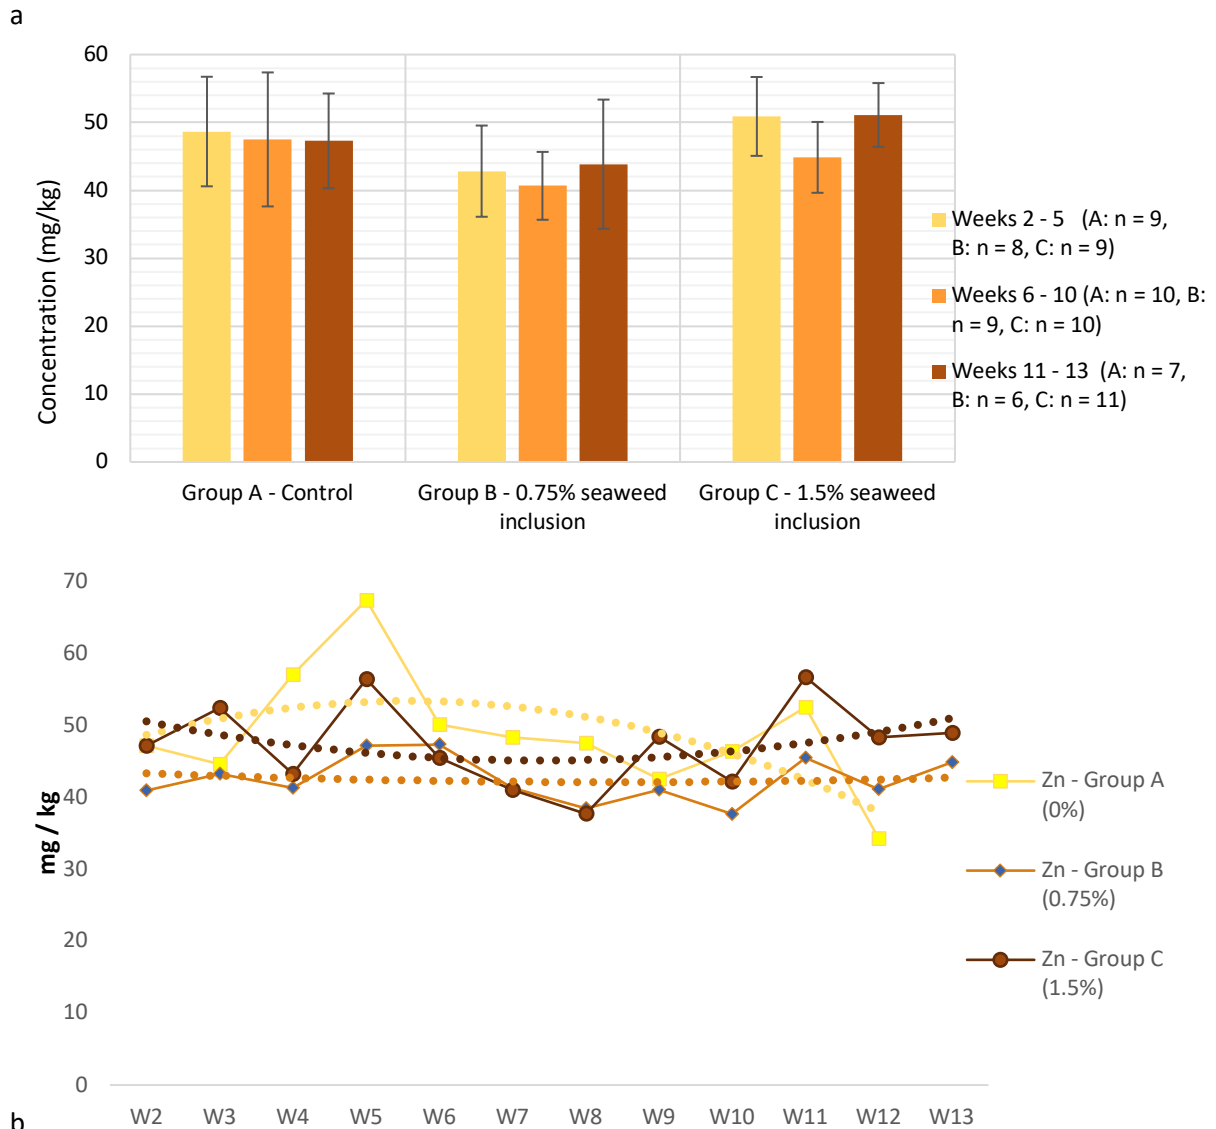 a
60
50
40
30
20
10
0
Concentration (mg/kg)
Group A - Control
Group B - 0.75% seaweed
inclusion
Group C - 1.5% seaweed
inclusion
Weeks 2 - 5 (A: n = 9,
B: n = 8, C: n = 9)
Weeks 6 - 10 (A: n = 10, B:
n = 9, C: n = 10)
Weeks 11 - 13 (A: n = 7,
B: n = 6, C: n = 11)
70
60
50
40
30
20
10
0
mg / kg
W2 W3 W4 W5 W6 W7 W8 W9 W10 W11 W12 W13
Zn - Group A
(0%)
Zn - Group B
(0.75%)
Zn - Group C
(1.5%)
b